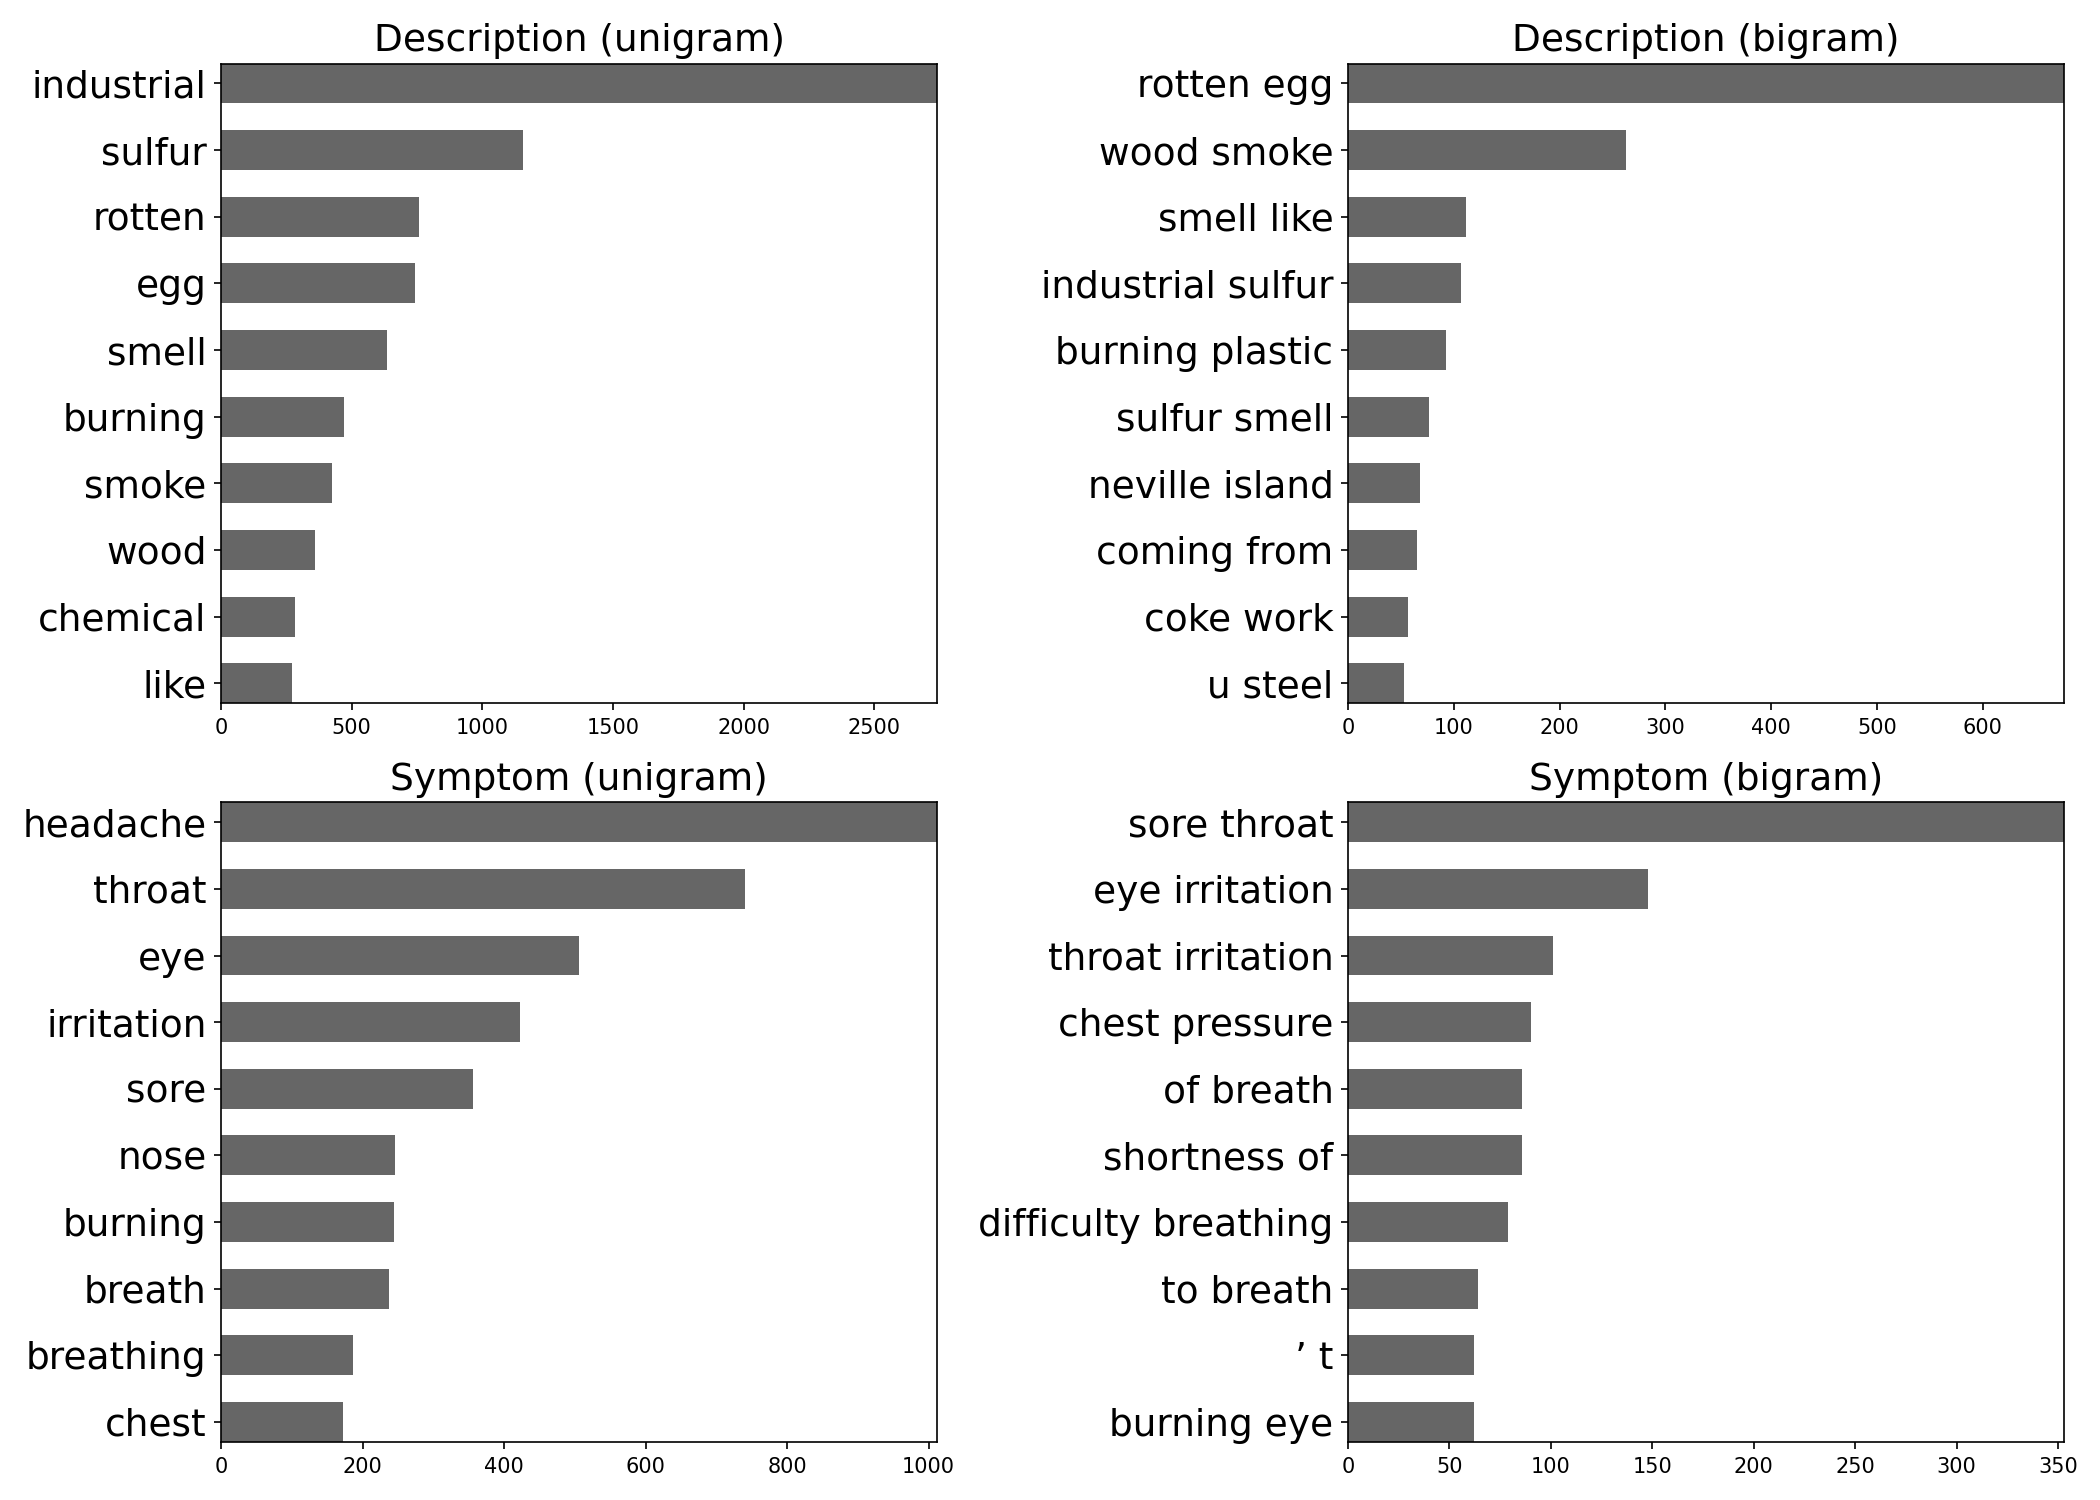 Description (unigram)
industrial
sulfur
rotten
egg
smell
burning
smoke
wood
chemical
like
0 500 1000 1500 2000 2500
Description (bigram)
rotten egg
wood smoke
smell like
industrial sulfur
burning plastic
sulfur smell
neville island
coming from
coke work
u steel
0 100 200 300 400 500 600
Symptom (unigram)
headache
throat
eye
irritation
sore
nose
burning
breath
breathing
chest
0 200 400 600 800 1000
Symptom (bigram)
sore throat
eye irritation
throat irritation
chest pressure
of breath
shortness of
difficulty breathing
to breath
’ t
burning eye
0 50 100 150 200 250 300 350